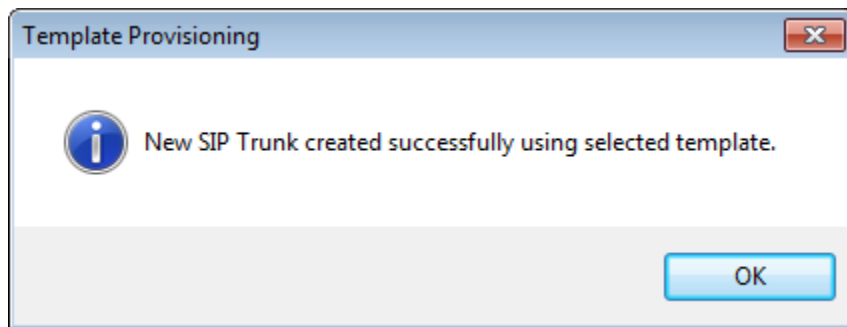 Template Provisioning
New SIP Trunk created successfully using selected template.
OK